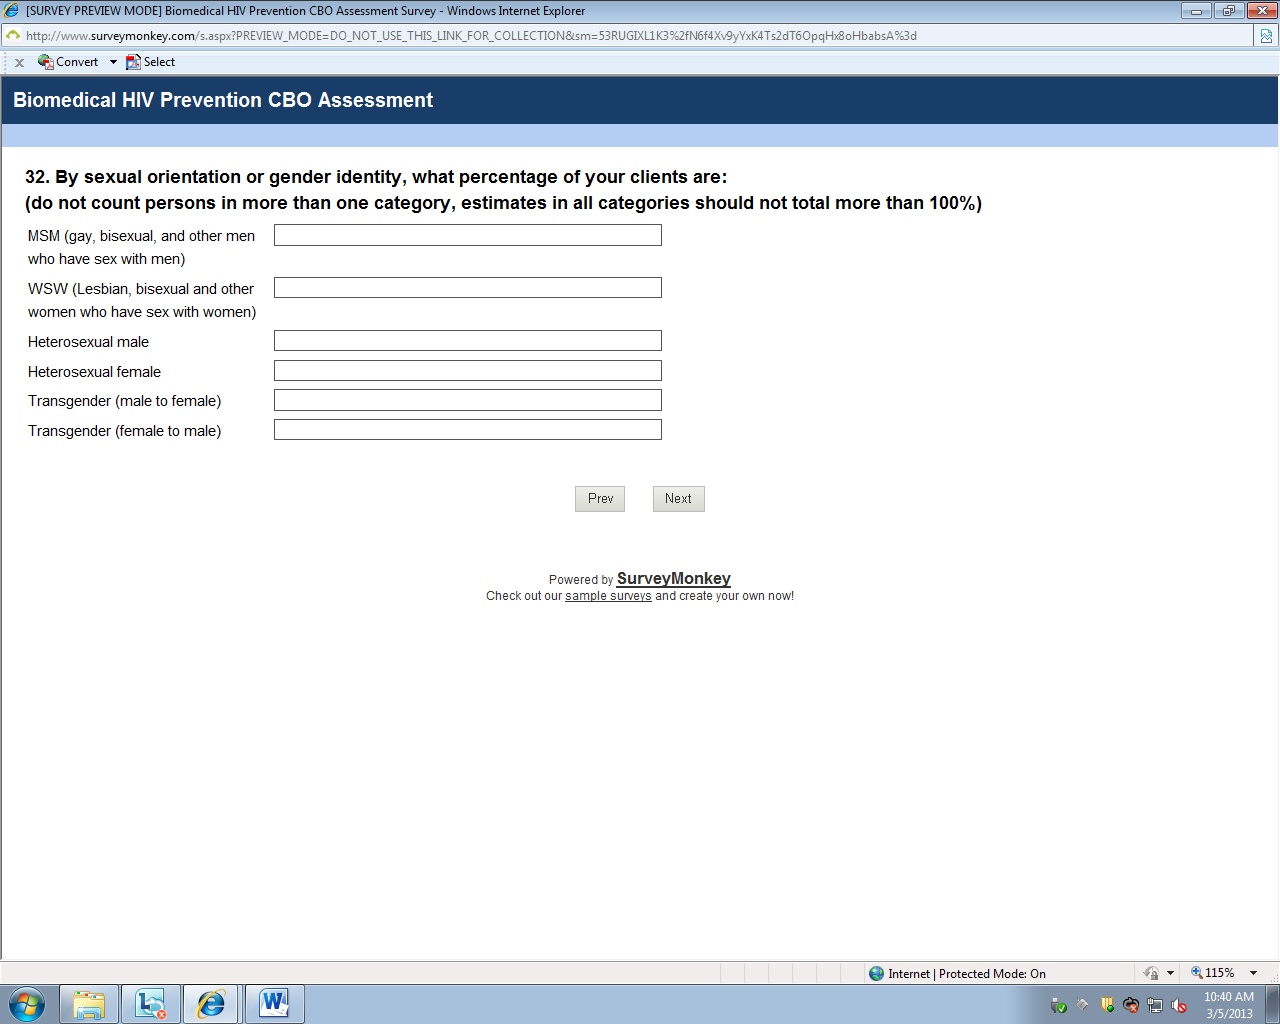 [SURVEY PREVIEW MODE] Biomedical HIV Prevention CBO Assessment Survey - Windows Internet Explorer
http://www.surveymonkey.com/s.aspx?PREVIEW_MODE=DO_NOT_USE_THIS_LINK_FOR_COLLECTION&sm=53RUGIXL1K3%2fN6f4Xv9yYxK4Ts2dT6OpqHx8oHbabsA%3d
x Convert Select
Biomedical HIV Prevention CBO Assessment
32. By sexual orientation or gender identity, what percentage of your clients are:
(do not count persons in more than one category, estimates in all categories should not total more than 100%)
MSM (gay, bisexual, and other men
who have sex with men)
WSW (Lesbian, bisexual and other
women who have sex with women)
Heterosexual male
Heterosexual female
Transgender (male to female)
Transgender (female to male)
Prev Next
Powered by SurveyMonkey
Check out our sample surveys and create your own now!
Internet | Protected Mode: On 115%
10:40 AM
3/5/2013